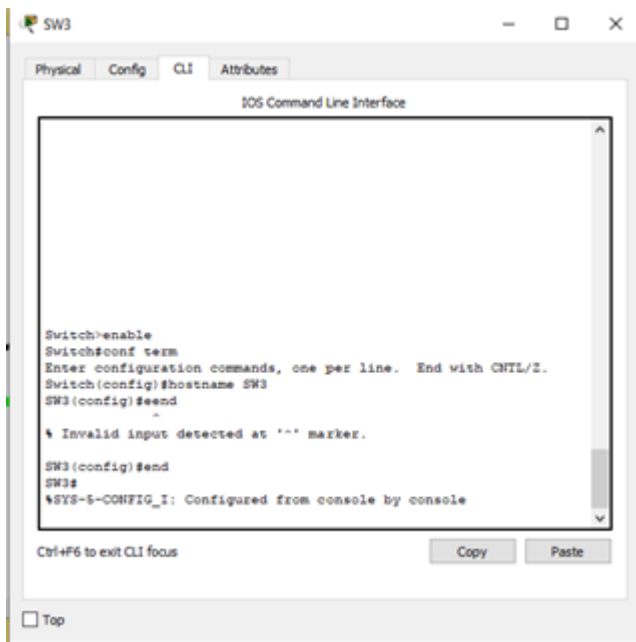 SW3
Physical Config CLI Attributes
IOS Command Line Interface
Switch>enable
Switch#conf term
Enter configuration commands, one per line. End with CNTL/Z.
Switch(config)#hostname SW3
SW3(config)#eend
^
% Invalid input detected at '^' marker.
SW3(config)#end
SW3#
%SYS-5-CONFIG_I: Configured from console by console
Ctrl+F6 to exit CLI focus
Copy Paste
Top